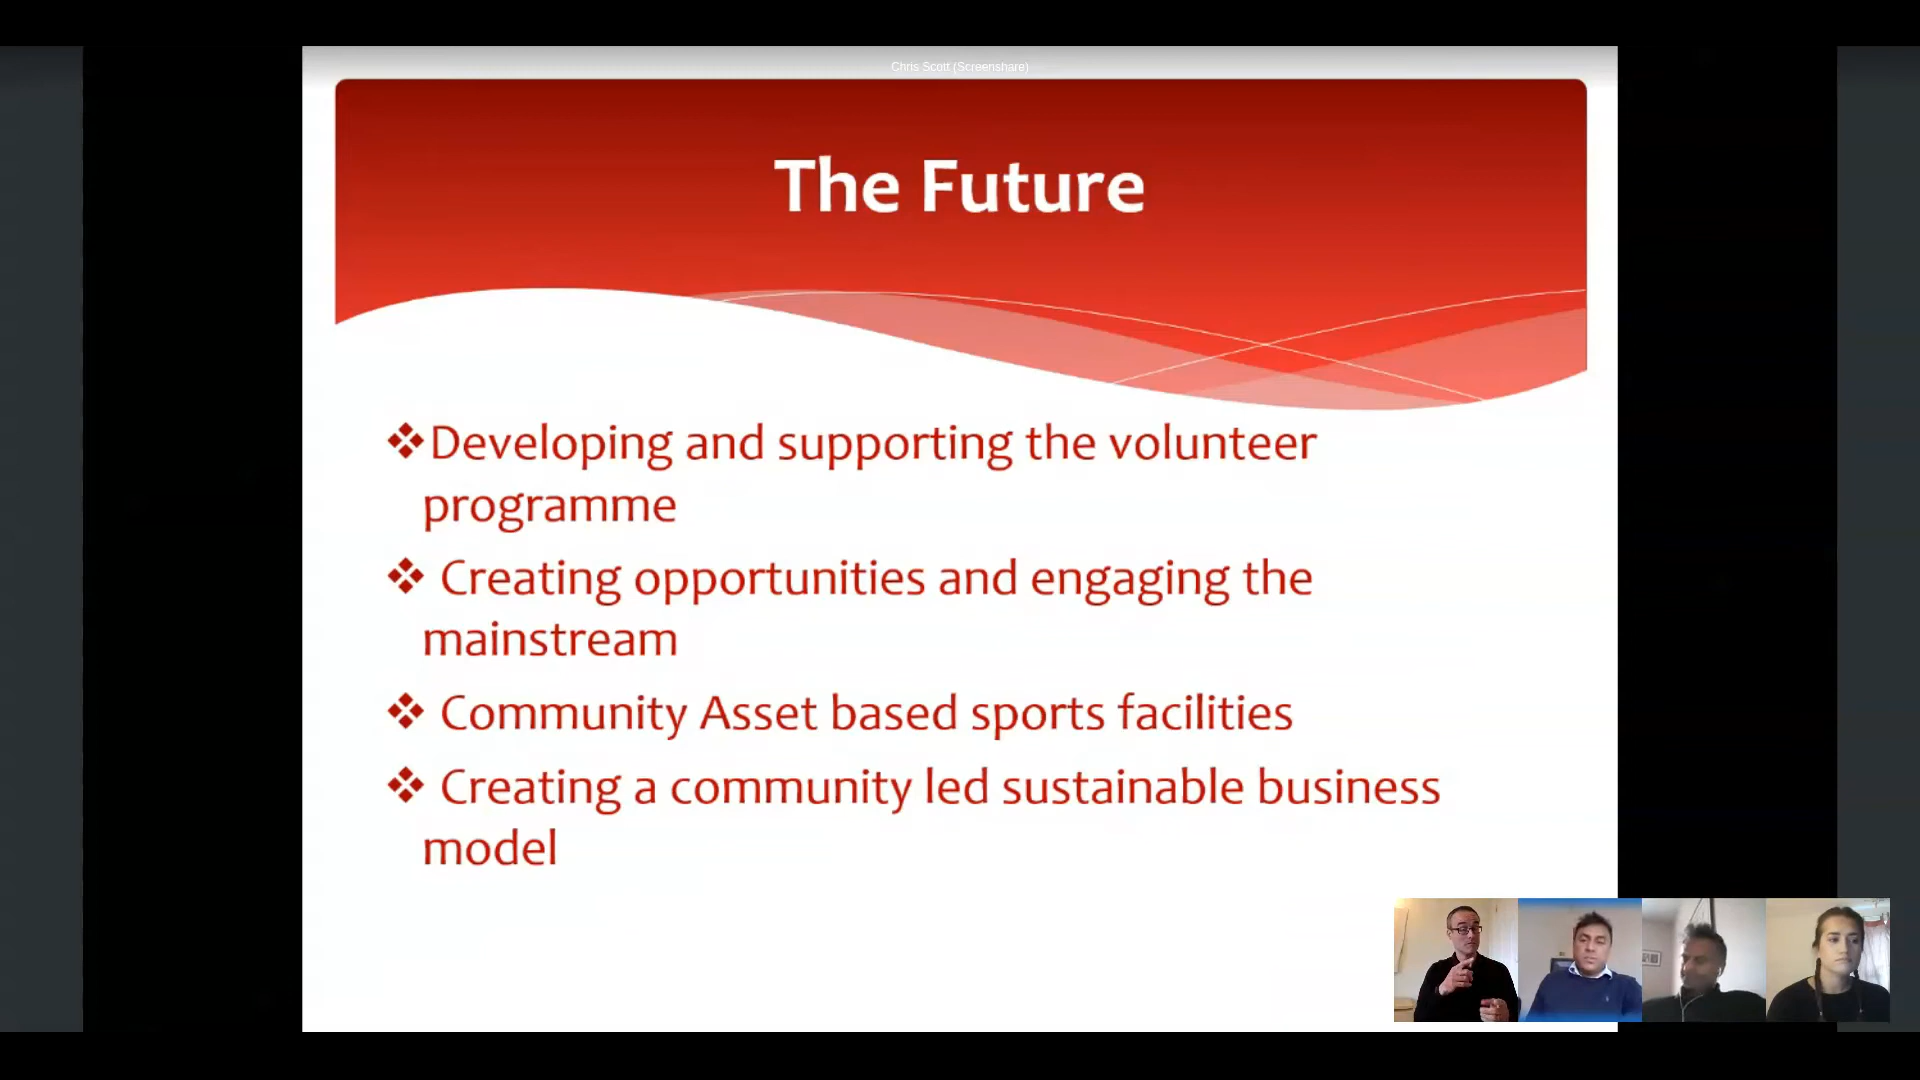 Chris Scott (Screenshare)
The Future
Developing and supporting the volunteer
programme
Creating opportunities and engaging the
mainstream
Community Asset based sports facilities
Creating a community led sustainable business
model